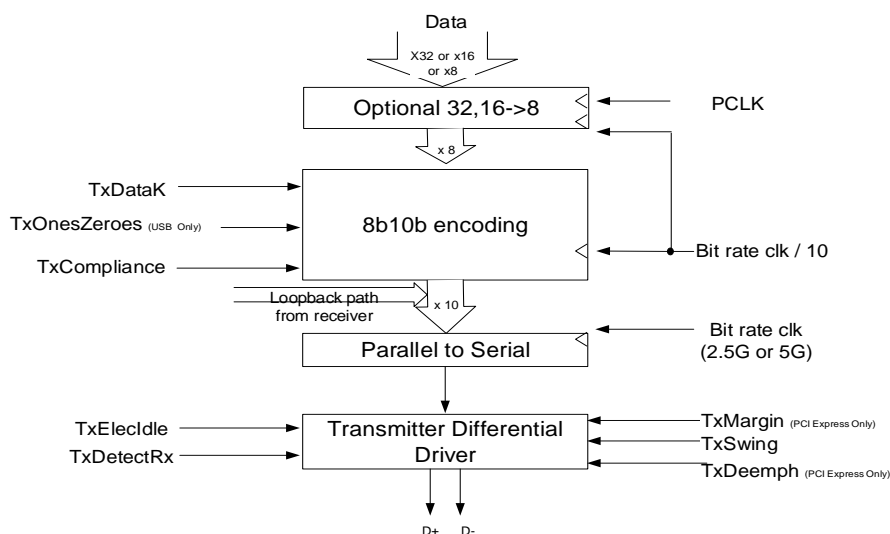 Data
X32 or x16
or x8
Optional 32,16->8
PCLK
x 8
TxDataK
TxOnesZeroes (USB Only)
8b10b encoding
TxCompliance
Bit rate clk / 10
Loopback path
from receiver
x 10
Bit rate clk
(2.5G or 5G)
Parallel to Serial
TxElecIdle
TxDetectRx
Transmitter Differential
Driver
TxMargin (PCI Express Only)
TxSwing
TxDeemph (PCI Express Only)
D+ D-